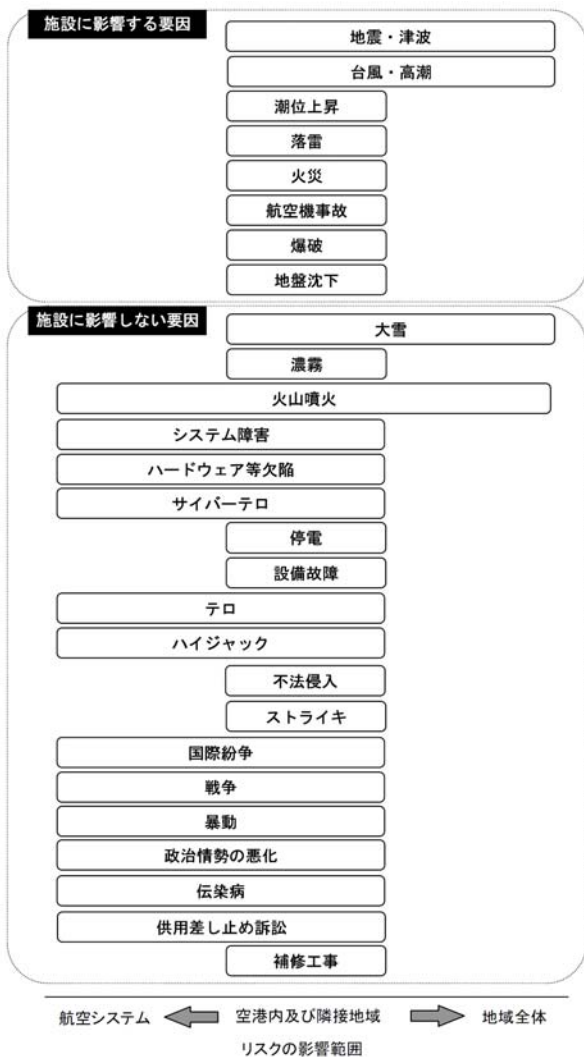 施設に影響する要因
地震・津波
台風・高潮
潮位上昇
落雷
火災
航空機事故
爆破
地盤沈下
施設に影響しない要因
大雪
濃霧
火山噴火
システム障害
ハードウェア等欠陥
サイバーテロ
停電
設備故障
テロ
ハイジャック
不法侵入
ストライキ
国際紛争
戦争
暴動
政治情勢の悪化
伝染病
供用差し止め訴訟
補修工事
航空システム 空港内及び隣接地域 地域全体
リスクの影響範囲